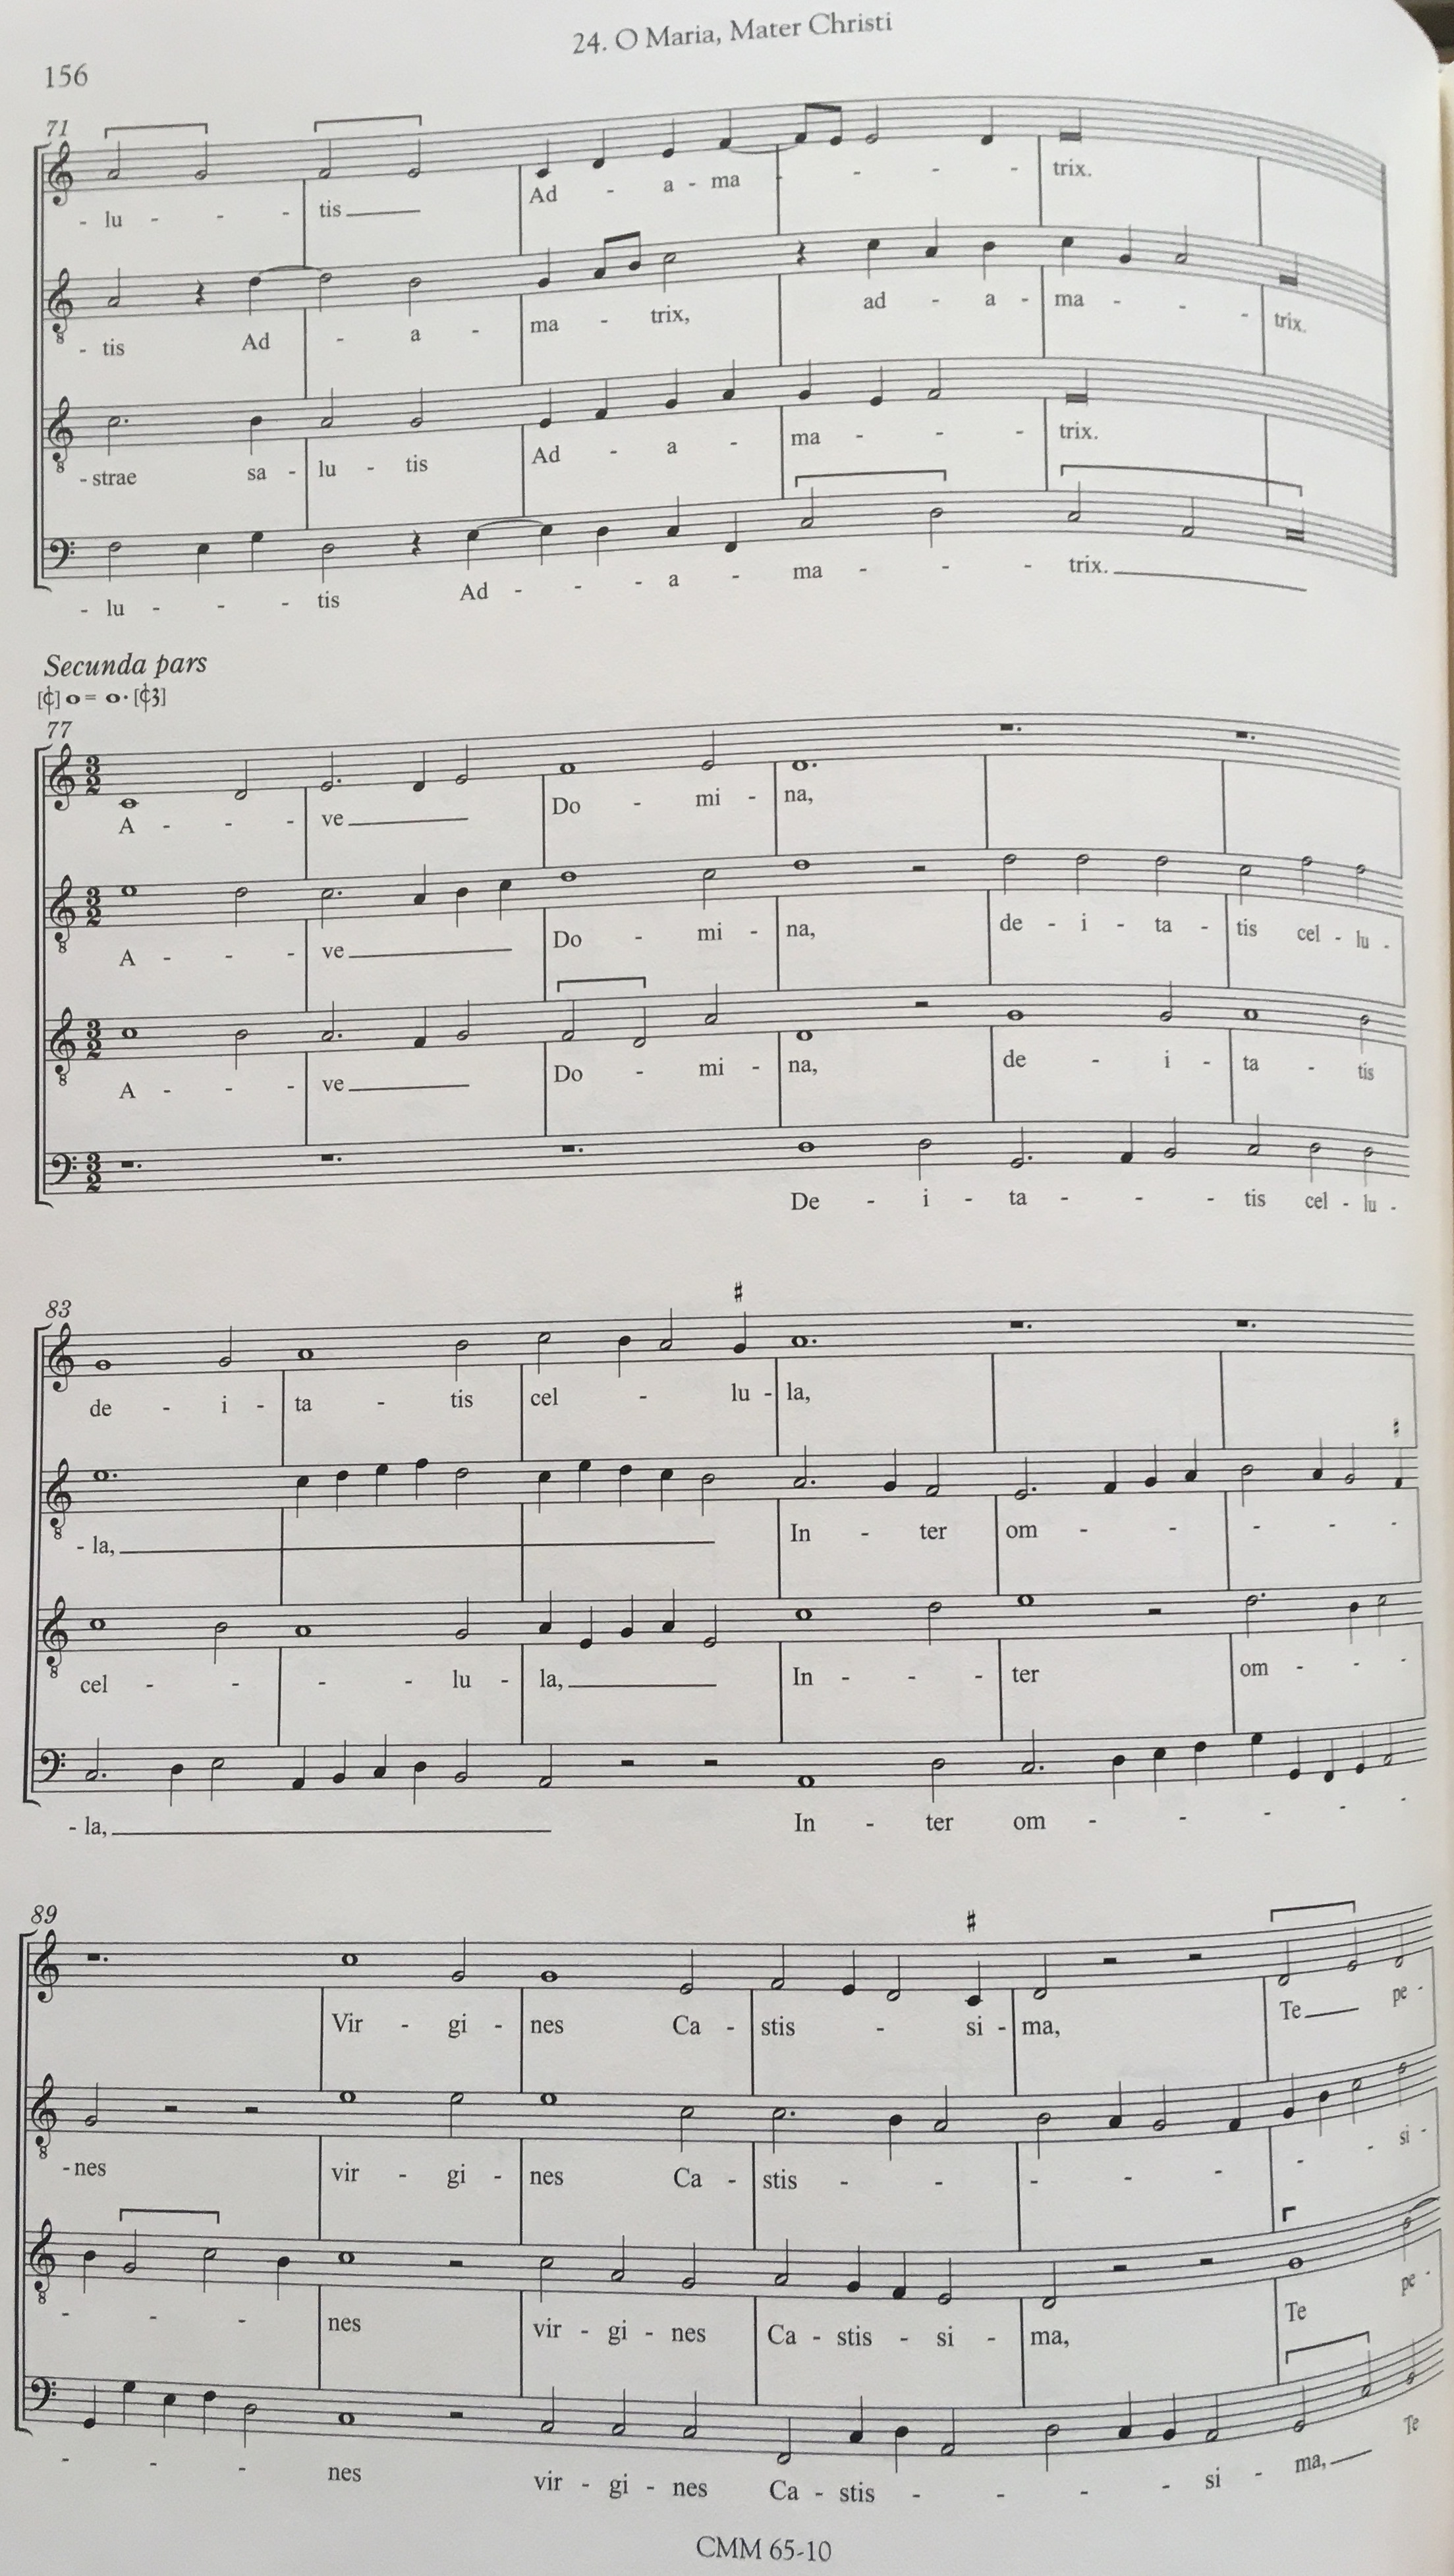 24. O Maria, Mater Christi
156
71
- lu - - - tis Ad - a - ma - - - trix.
- tis Ad - a - ma - trix, ad - a - ma - - - trix.
- strae sa - lu - tis Ad - a - ma - - - trix.
- lu - - - tis Ad - - - a - ma - - - trix.
Secunda pars
[¢] o = o· [¢3]
77
A - - - ve Do - mi - na,
A - - - ve Do - mi - na, de - i - ta - tis cel - lu -
A - - - ve Do - mi - na, de - i - ta - tis
De - i - ta - - - tis cel - lu -
83
de - i - ta - tis cel - lu - la,
- la, In - ter om - - - - -
cel - - - - lu - la, In - - - ter om - - -
- la, In - ter om - - - - -
89
Vir - gi - nes Ca - stis - si - ma, Te pe -
- nes vir - gi - nes Ca - stis - - - - - - - si -
- - - nes vir - gi - nes Ca - stis - si - ma, Te pe -
- - - nes vir - gi - nes Ca - stis - - - - si - ma, Te
CMM 65-10